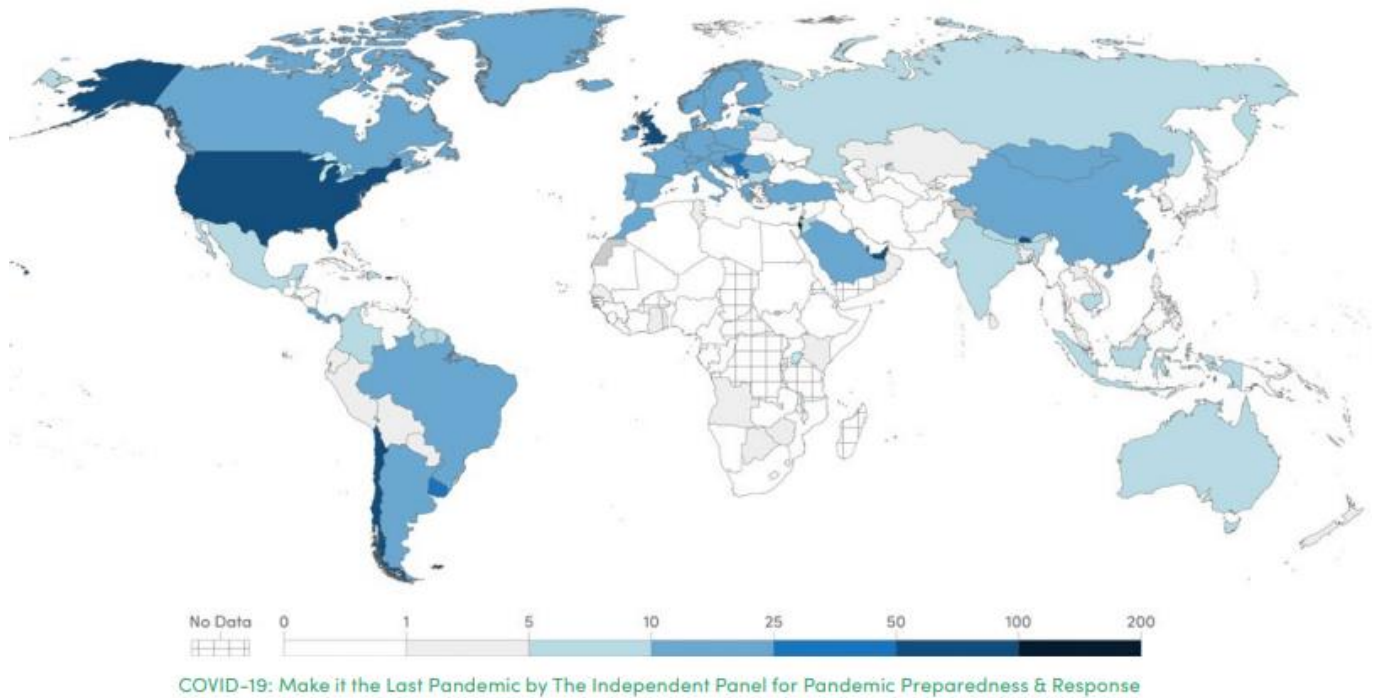 No Data 0 1 5 10 25 50 100 200
COVID-19: Make it the Last Pandemic by The Independent Panel for Pandemic Preparedness & Response